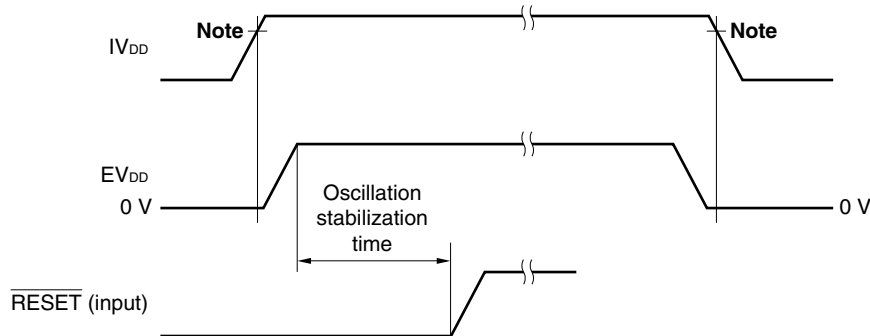 Note
Note
IVDD
EVDD
0 V
0 V
Oscillation
stabilization
time
RESET (input)